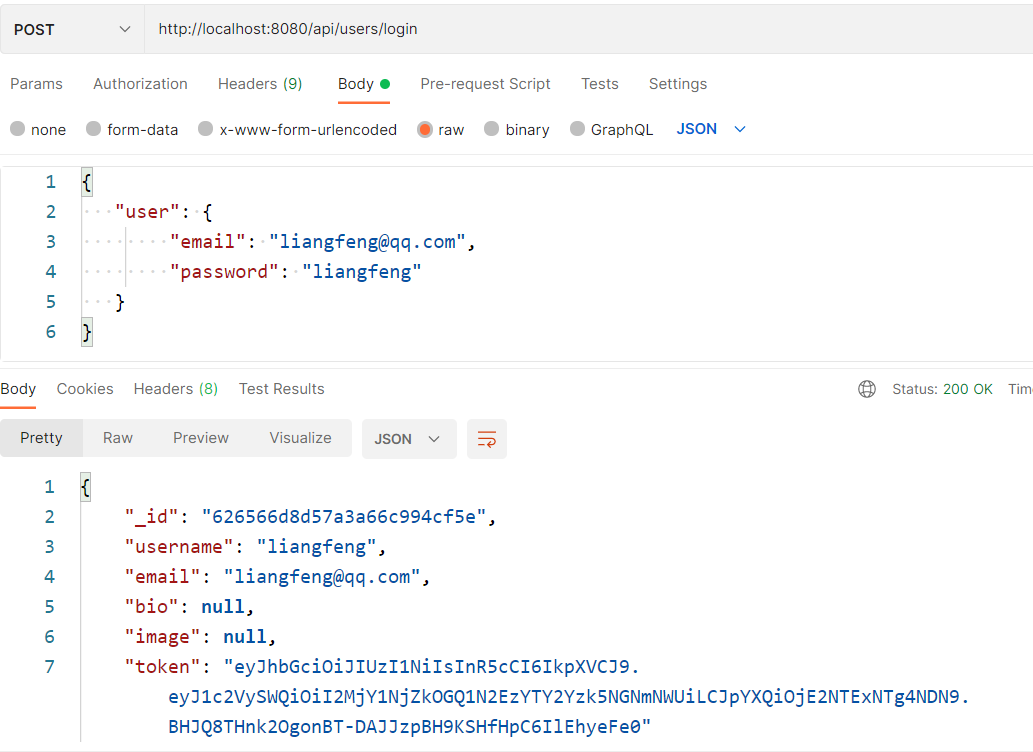 POST http://localhost:8080/api/users/login
Params Authorization Headers (9) Body Pre-request Script Tests Settings
none form-data x-www-form-urlencoded raw binary GraphQL JSON
1 {
2 "user": {
3 "email": "liangfeng@qq.com",
4 "password": "liangfeng"
5 }
6 }
Body Cookies Headers (8) Test Results Status: 200 OK Tim
Pretty Raw Preview Visualize JSON
1 {
2 "_id": "626566d8d57a3a66c994cf5e",
3 "username": "liangfeng",
4 "email": "liangfeng@qq.com",
5 "bio": null,
6 "image": null,
7 "token": "eyJhbGciOiJIUzI1NiIsInR5cCI6IkpXVCJ9.
eyJ1c2VySWQiOiI2MjY1NjZkOGQ1N2EzYTY2Yzk5NGNmNWUiLCJpYXQiOjE2NTExNTg4NDN9.
BHJQ8THnk2OgonBT-DAJJzpBH9KSHfHpC6IlEhyeFe0"